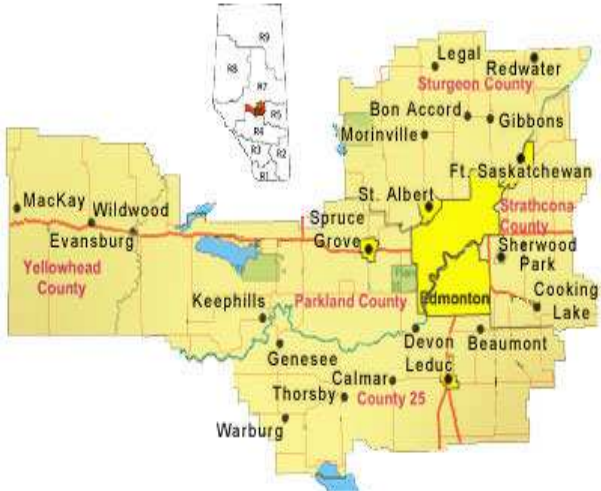 R9
R8
R7
R5
R4
R3
R2
R1
Legal
Redwater
Sturgeon County
Bon Accord
Gibbons
Morinville
Ft. Saskatchewan
MacKay
Wildwood
Evansburg
St. Albert
Strathcona
County
Spruce
Grove
Sherwood
Park
Yellowhead
County
Keephills
Parkland County
Edmonton
Cooking
Lake
Genesee
Devon
Beaumont
Leduc
Calmar
Thorsby
County 25
Warburg